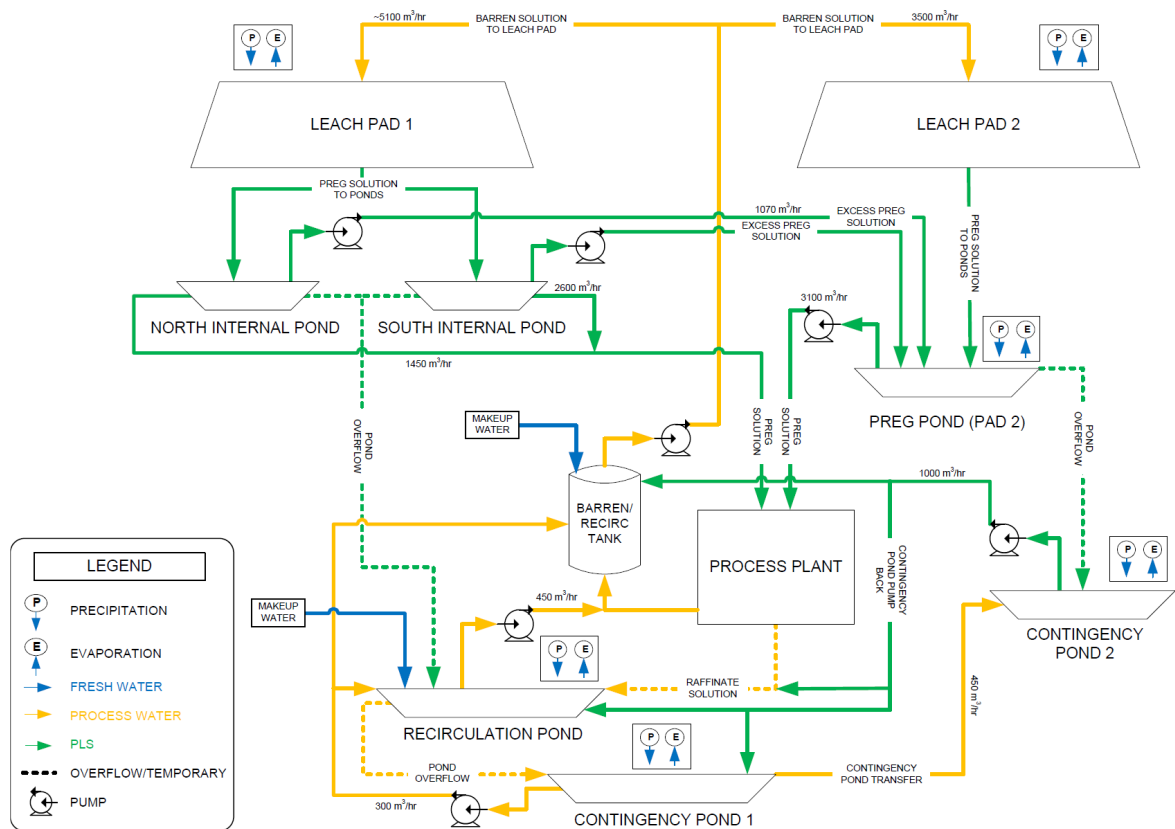 ~5100 m³/hr
BARREN SOLUTION
TO LEACH PAD
BARREN SOLUTION
TO LEACH PAD
3500 m³/hr
P
E
P
E
LEACH PAD 1
LEACH PAD 2
PREG SOLUTION
TO PONDS
1070 m³/hr
EXCESS PREG
SOLUTION
EXCESS PREG
SOLUTION
PREG SOLUTION
TO PONDS
2600 m³/hr
NORTH INTERNAL POND
SOUTH INTERNAL POND
3100 m³/hr
P
E
1450 m³/hr
PREG POND (PAD 2)
POND
OVERFLOW
MAKEUP
WATER
PREG
SOLUTION
PREG
SOLUTION
POND
OVERFLOW
1000 m³/hr
BARREN/
RECIRC
TANK
PROCESS PLANT
CONTINGENCY
POND PUMP
BACK
P
E
CONTINGENCY
POND 2
LEGEND
P
PRECIPITATION
E
EVAPORATION
FRESH WATER
PROCESS WATER
PLS
OVERFLOW/TEMPORARY
PUMP
MAKEUP
WATER
450 m³/hr
P
E
RAFFINATE
SOLUTION
450 m³/hr
RECIRCULATION POND
P
E
POND
OVERFLOW
CONTINGENCY
POND TRANSFER
300 m³/hr
CONTINGENCY POND 1